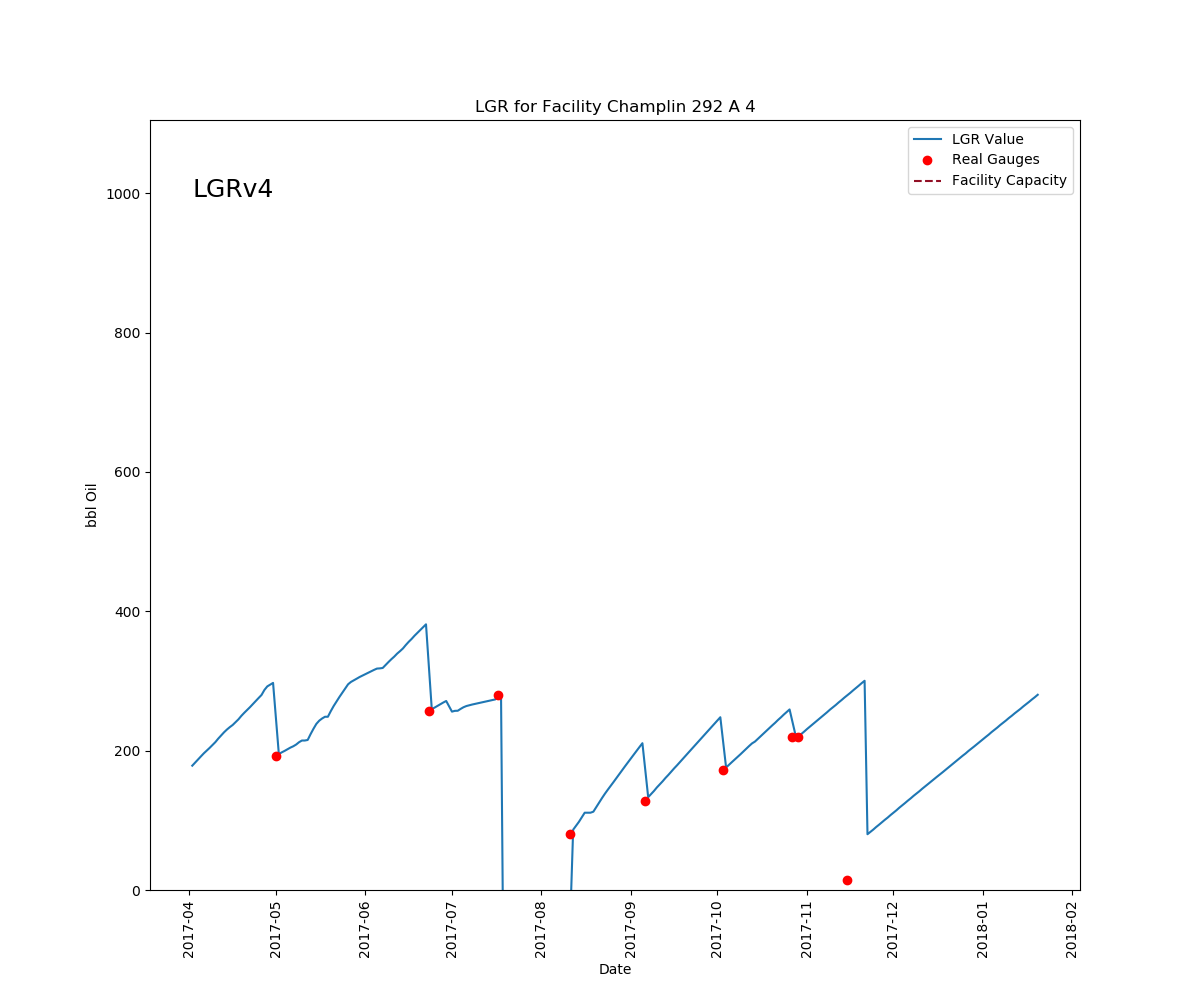 LGR for Facility Champlin 292 A 4
LGRv4
LGR Value
Real Gauges
Facility Capacity
1000
800
600
400
200
0
bbl Oil
2017-04
2017-05
2017-06
2017-07
2017-08
2017-09
2017-10
2017-11
2017-12
2018-01
2018-02
Date